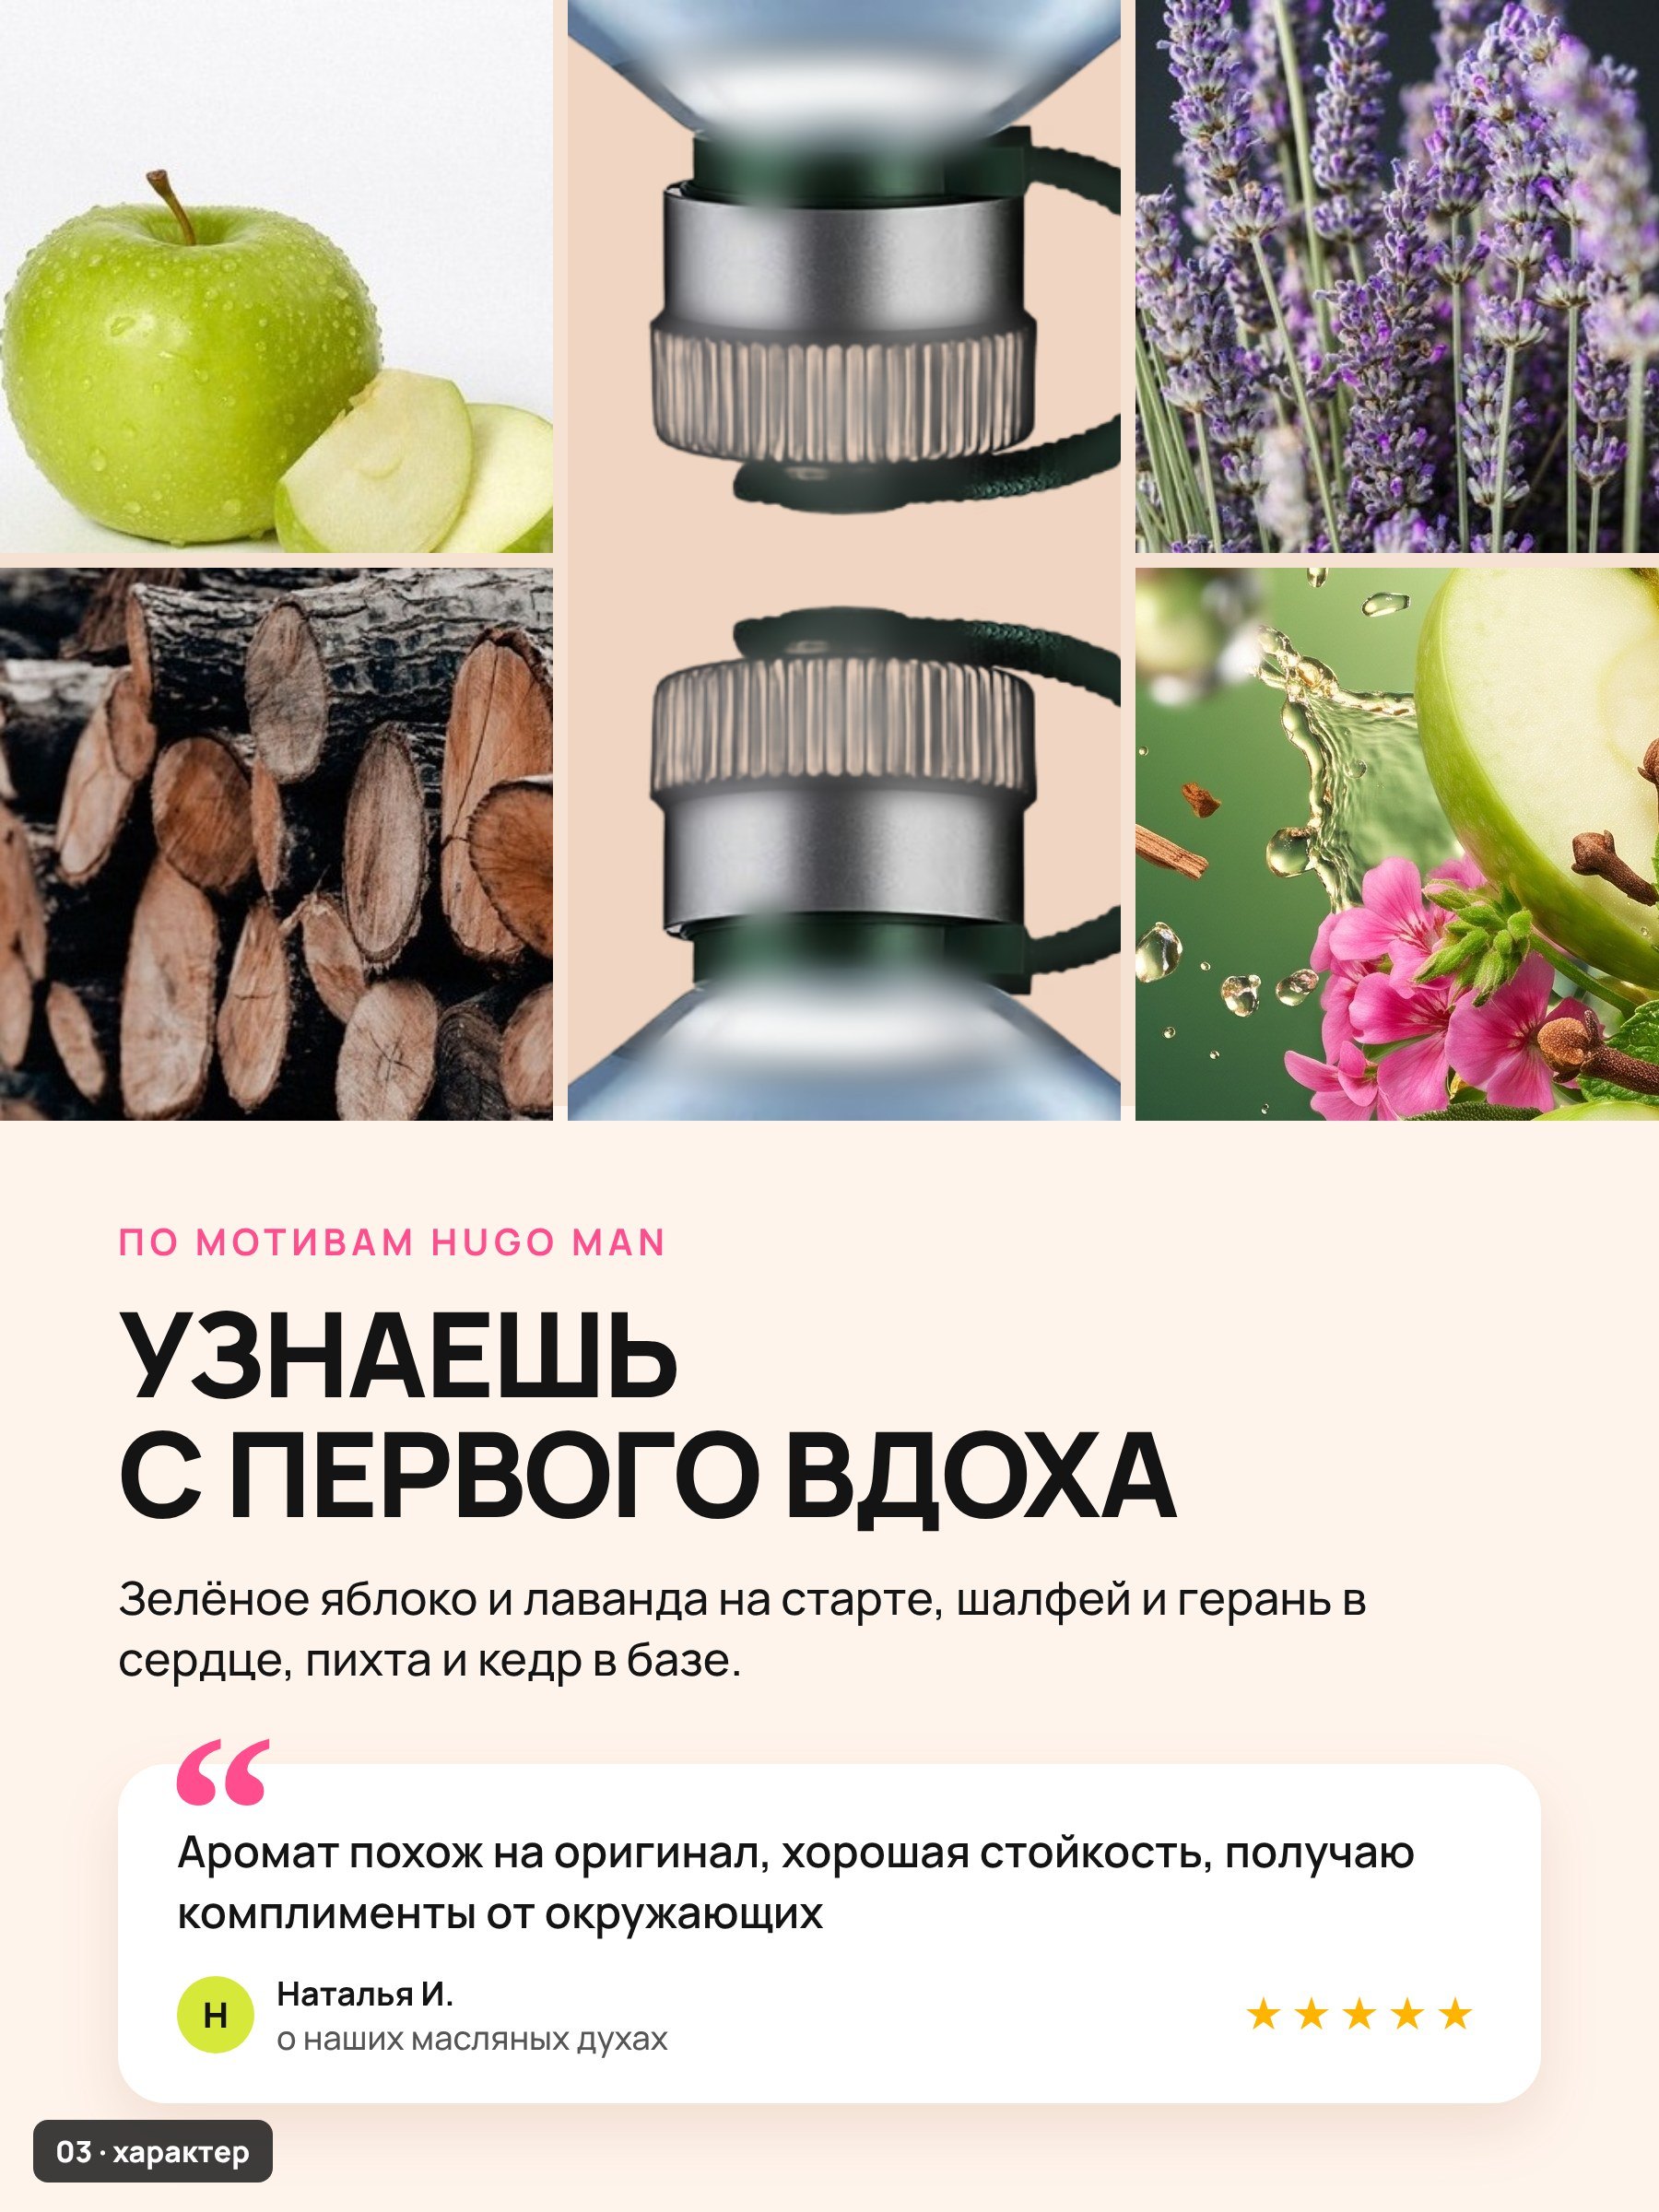 ПО МОТИВАМ HUGO MAN
УЗНАЕШЬ
С ПЕРВОГО ВДОХА
Зелёное яблоко и лаванда на старте, шалфей и герань в
сердце, пихта и кедр в базе.
“
Аромат похож на оригинал, хорошая стойкость, получаю
комплименты от окружающих
Н
Наталья И.
о наших масляных духах
★★★★★
03 · характер